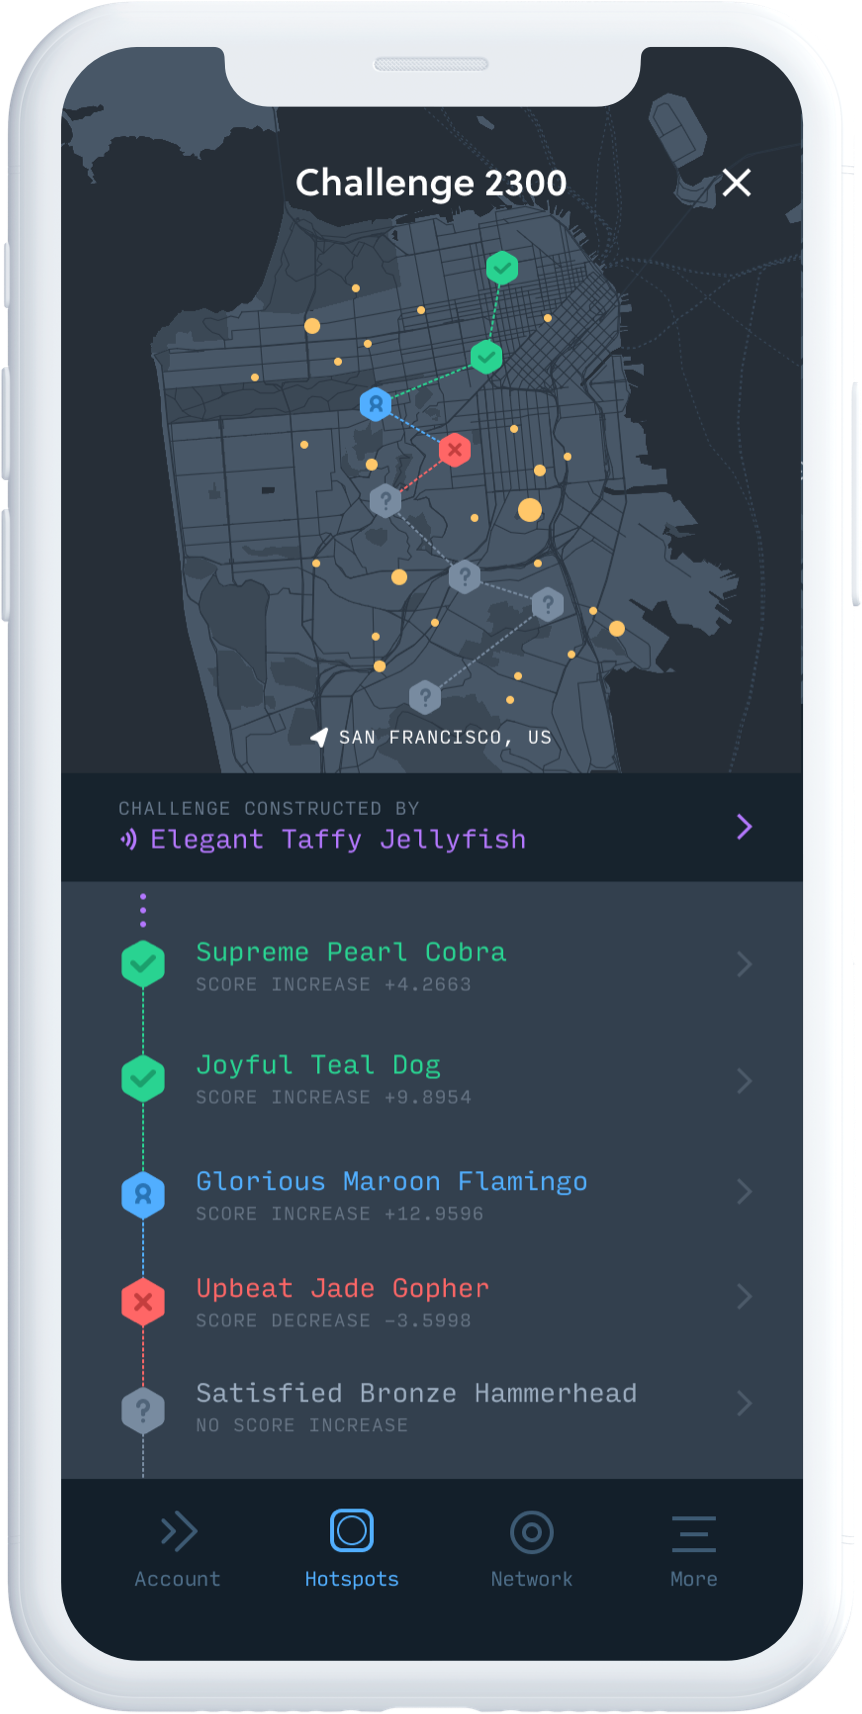 Challenge 2300
SAN FRANCISCO, US
CHALLENGE CONSTRUCTED BY
Elegant Taffy Jellyfish
Supreme Pearl Cobra
SCORE INCREASE +4.2663
Joyful Teal Dog
SCORE INCREASE +9.8954
Glorious Maroon Flamingo
SCORE INCREASE +12.9596
Upbeat Jade Gopher
SCORE DECREASE −3.5998
Satisfied Bronze Hammerhead
NO SCORE INCREASE
Account Hotspots Network More